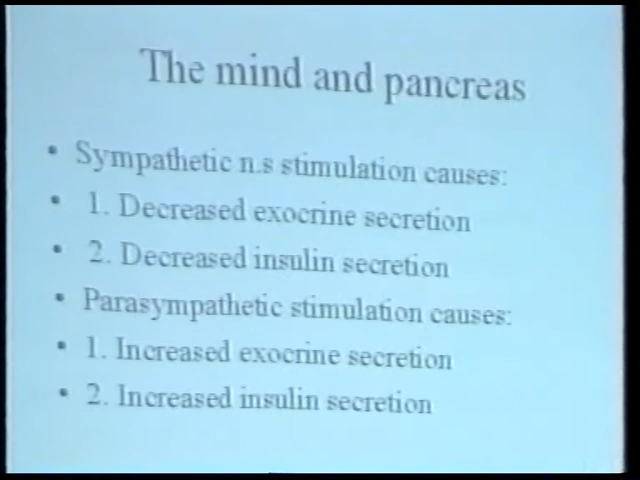 The mind and pancreas
• Sympathetic n.s stimulation causes:
• 1. Decreased exocrine secretion
• 2. Decreased insulin secretion
• Parasympathetic stimulation causes:
• 1. Increased exocrine secretion
• 2. Increased insulin secretion